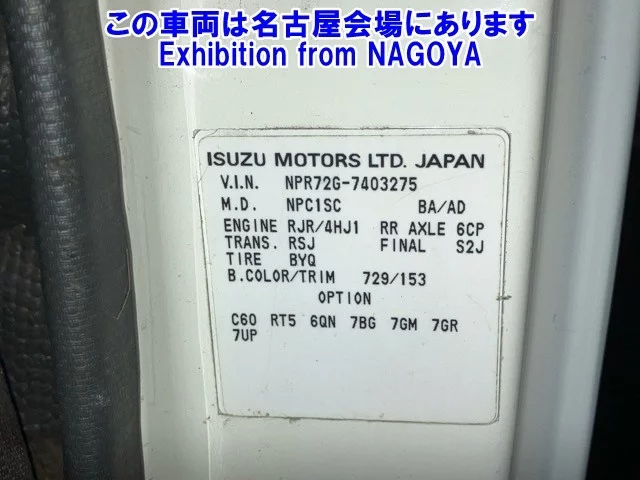 この車両は名古屋会場にあります
Exhibition from NAGOYA
ISUZU MOTORS LTD. JAPAN
V.I.N. NPR72G-7403275
M.D. NPC1SC BA/AD
ENGINE RJR/4HJ1 RR AXLE 6CP
TRANS. RSJ FINAL S2J
TIRE BYQ
B.COLOR/TRIM 729/153
OPTION
C60 RT5 6QN 7BG 7GM 7GR
7UP